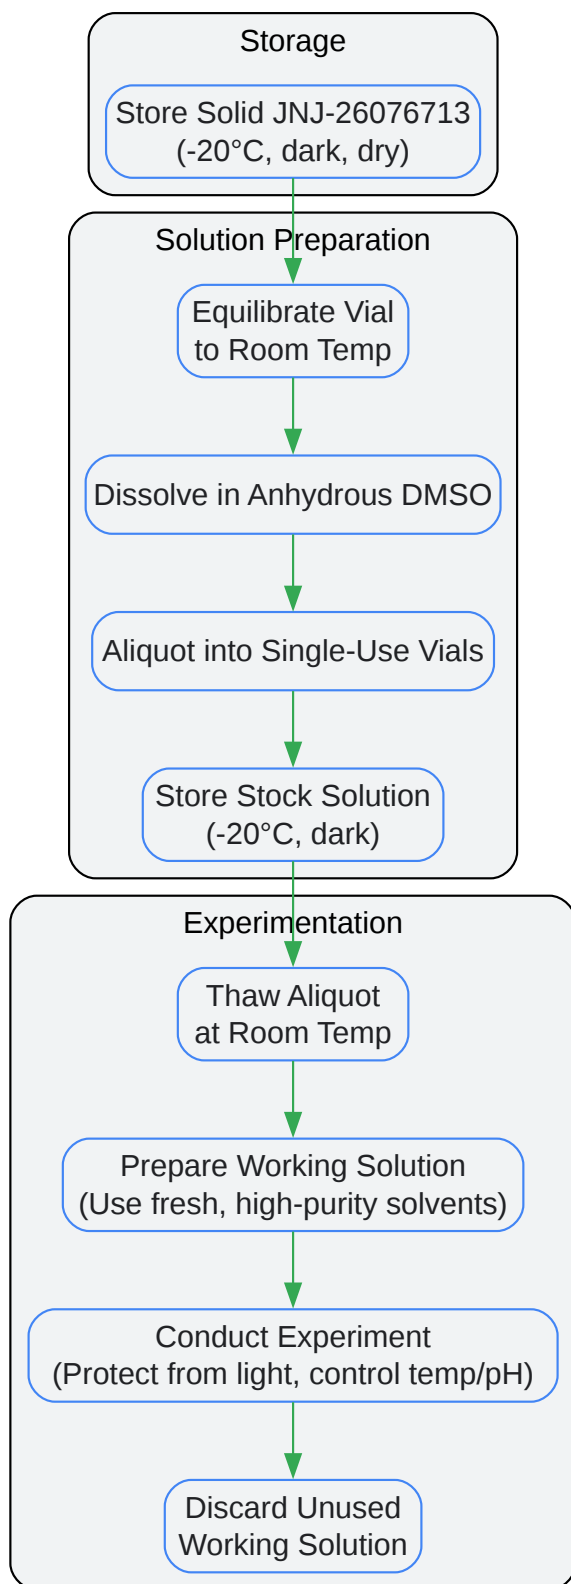 Storage
Store Solid JNJ-26076713
(-20°C, dark, dry)
Solution Preparation
Equilibrate Vial
to Room Temp
Dissolve in Anhydrous DMSO
Aliquot into Single-Use Vials
Store Stock Solution
(-20°C, dark)
Experimentation
Thaw Aliquot
at Room Temp
Prepare Working Solution
(Use fresh, high-purity solvents)
Conduct Experiment
(Protect from light, control temp/pH)
Discard Unused
Working Solution